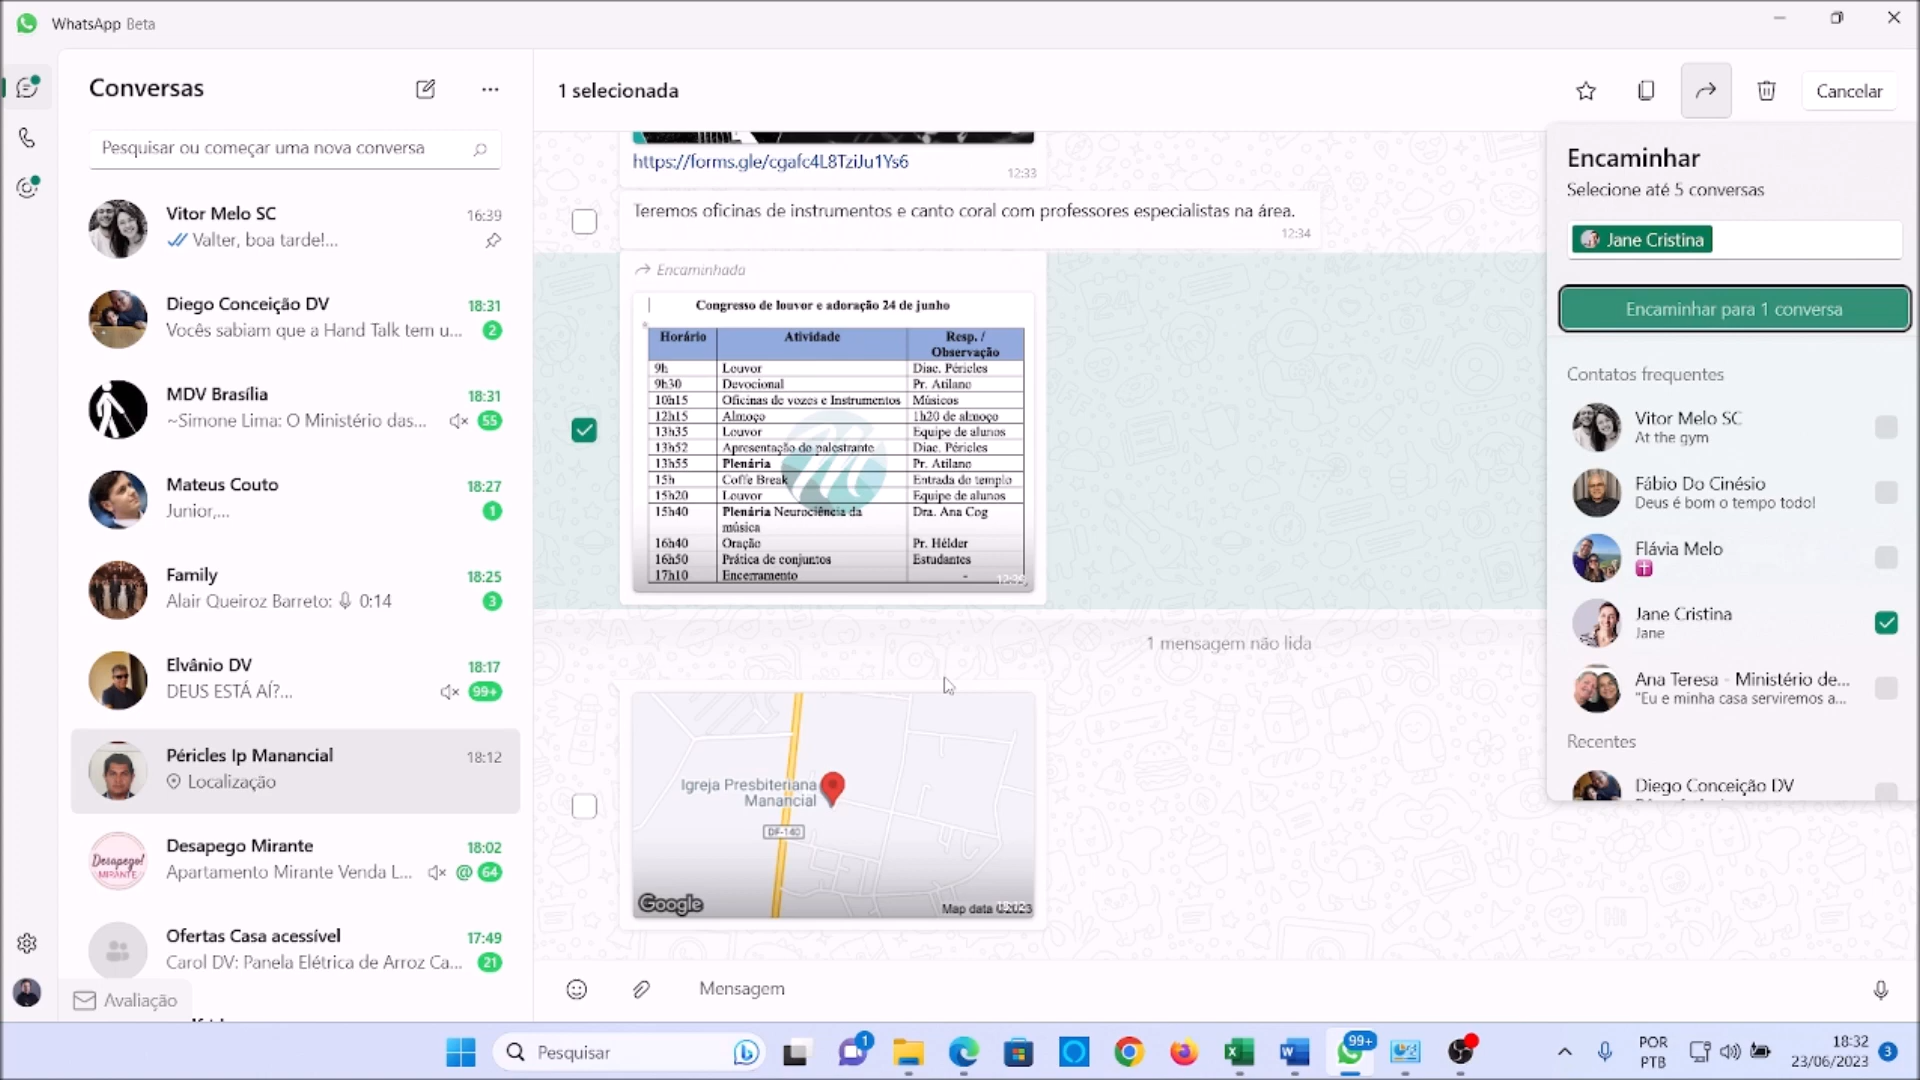 WhatsApp Beta
Conversas
Pesquisar ou começar uma nova conversa
Vitor Melo SC
16:39
Valter, boa tarde!...
Diego Conceição DV
18:31
Vocês sabiam que a Hand Talk tem u...
2
MDV Brasília
18:31
~Simone Lima: O Ministério das...
55
Mateus Couto
18:27
Junior,...
1
Family
18:25
Alair Queiroz Barreto: 0:14
3
Elvânio DV
18:17
DEUS ESTÁ AÍ?...
99+
Péricles Ip Manancial
18:12
Localização
Desapego!
MIRANTE
Desapego Mirante
18:02
Apartamento Mirante Venda L...
@ 64
Ofertas Casa acessível
17:49
Carol DV: Panela Elétrica de Arroz Ca...
21
Avaliação
1 selecionada
Cancelar
https://forms.gle/cgafc4L8TziJu1Ys6
12:33
Teremos oficinas de instrumentos e canto coral com professores especialistas na área.
12:34
Encaminhada
Congresso de louvor e adoração 24 de junho
Horário Atividade Resp. /
Observação
9h Louvor Diac. Péricles
9h30 Devocional Pr. Atilano
10h15 Oficinas de vozes e Instrumentos Músicos
12h15 Almoço 1h20 de almoço
13h35 Louvor Equipe de alunos
13h52 Apresentação do palestrante Diac. Péricles
13h55 Plenária Pr. Atilano
15h Coffe Break Entrada do templo
15h20 Louvor Equipe de alunos
15h40 Plenária Neurociência da Dra. Ana Cog
música
16h40 Oração Pr. Hélder
16h50 Prática de conjuntos Estudantes
17h10 Encerramento -
1 mensagem não lida
Igreja Presbiteriana
Manancial
DF-140
Google
Map data ©2023
Mensagem
Encaminhar
Selecione até 5 conversas
Jane Cristina
Encaminhar para 1 conversa
Contatos frequentes
Vitor Melo SC
At the gym
Fábio Do Cinésio
Deus é bom o tempo todo!
Flávia Melo
Jane Cristina
Jane
Ana Teresa - Ministério de...
"Eu e minha casa serviremos a...
Recentes
Diego Conceição DV
Pesquisar
1
99+
POR
PTB
18:32
23/06/2023
3